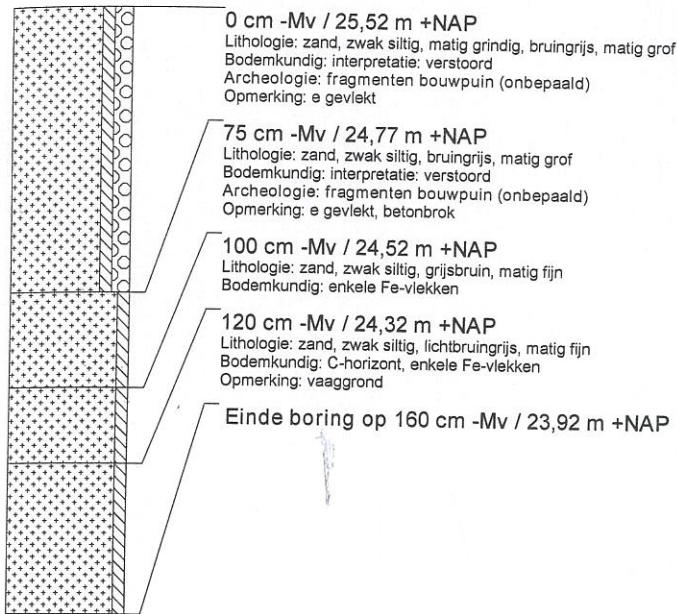 0 cm -Mv / 25,52 m +NAP
Lithologie: zand, zwak siltig, matig grindig, bruingrijs, matig grof
Bodemkundig: interpretatie: verstoord
Archeologie: fragmenten bouwpuin (onbepaald)
Opmerking: e gevlekt
75 cm -Mv / 24,77 m +NAP
Lithologie: zand, zwak siltig, bruingrijs, matig grof
Bodemkundig: interpretatie: verstoord
Archeologie: fragmenten bouwpuin (onbepaald)
Opmerking: e gevlekt, betonbrok
100 cm -Mv / 24,52 m +NAP
Lithologie: zand, zwak siltig, grijsbruin, matig fijn
Bodemkundig: enkele Fe-vlekken
120 cm -Mv / 24,32 m +NAP
Lithologie: zand, zwak siltig, lichtbruingrijs, matig fijn
Bodemkundig: C-horizont, enkele Fe-vlekken
Opmerking: vaaggrond
Einde boring op 160 cm -Mv / 23,92 m +NAP